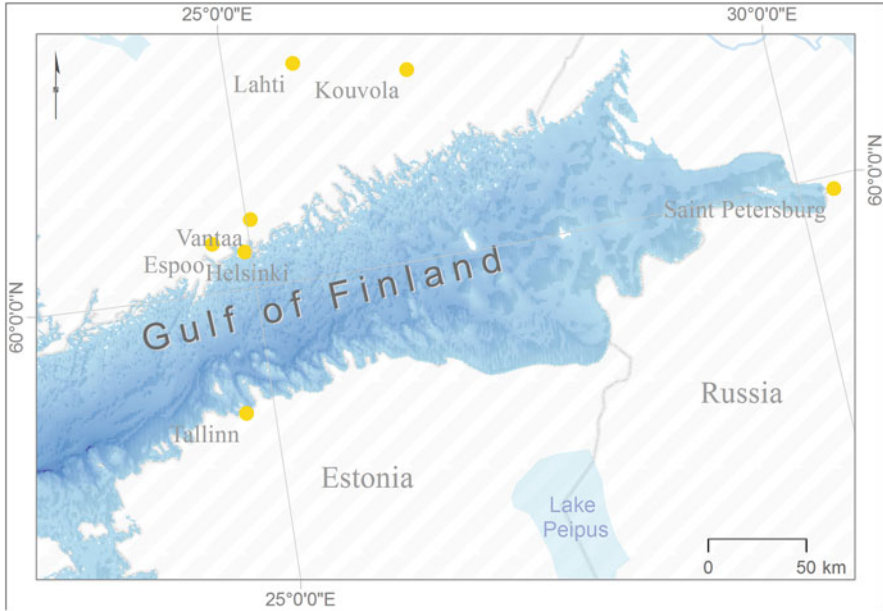 25°0'0"E
30°0'0"E
Lahti
Kouvola
60°0'0"N
Saint Petersburg
Vantaa
Espoo
Helsinki
Gulf of Finland
60°0'0"N
Russia
Tallinn
Estonia
Lake
Peipus
0
50 km
25°0'0"E